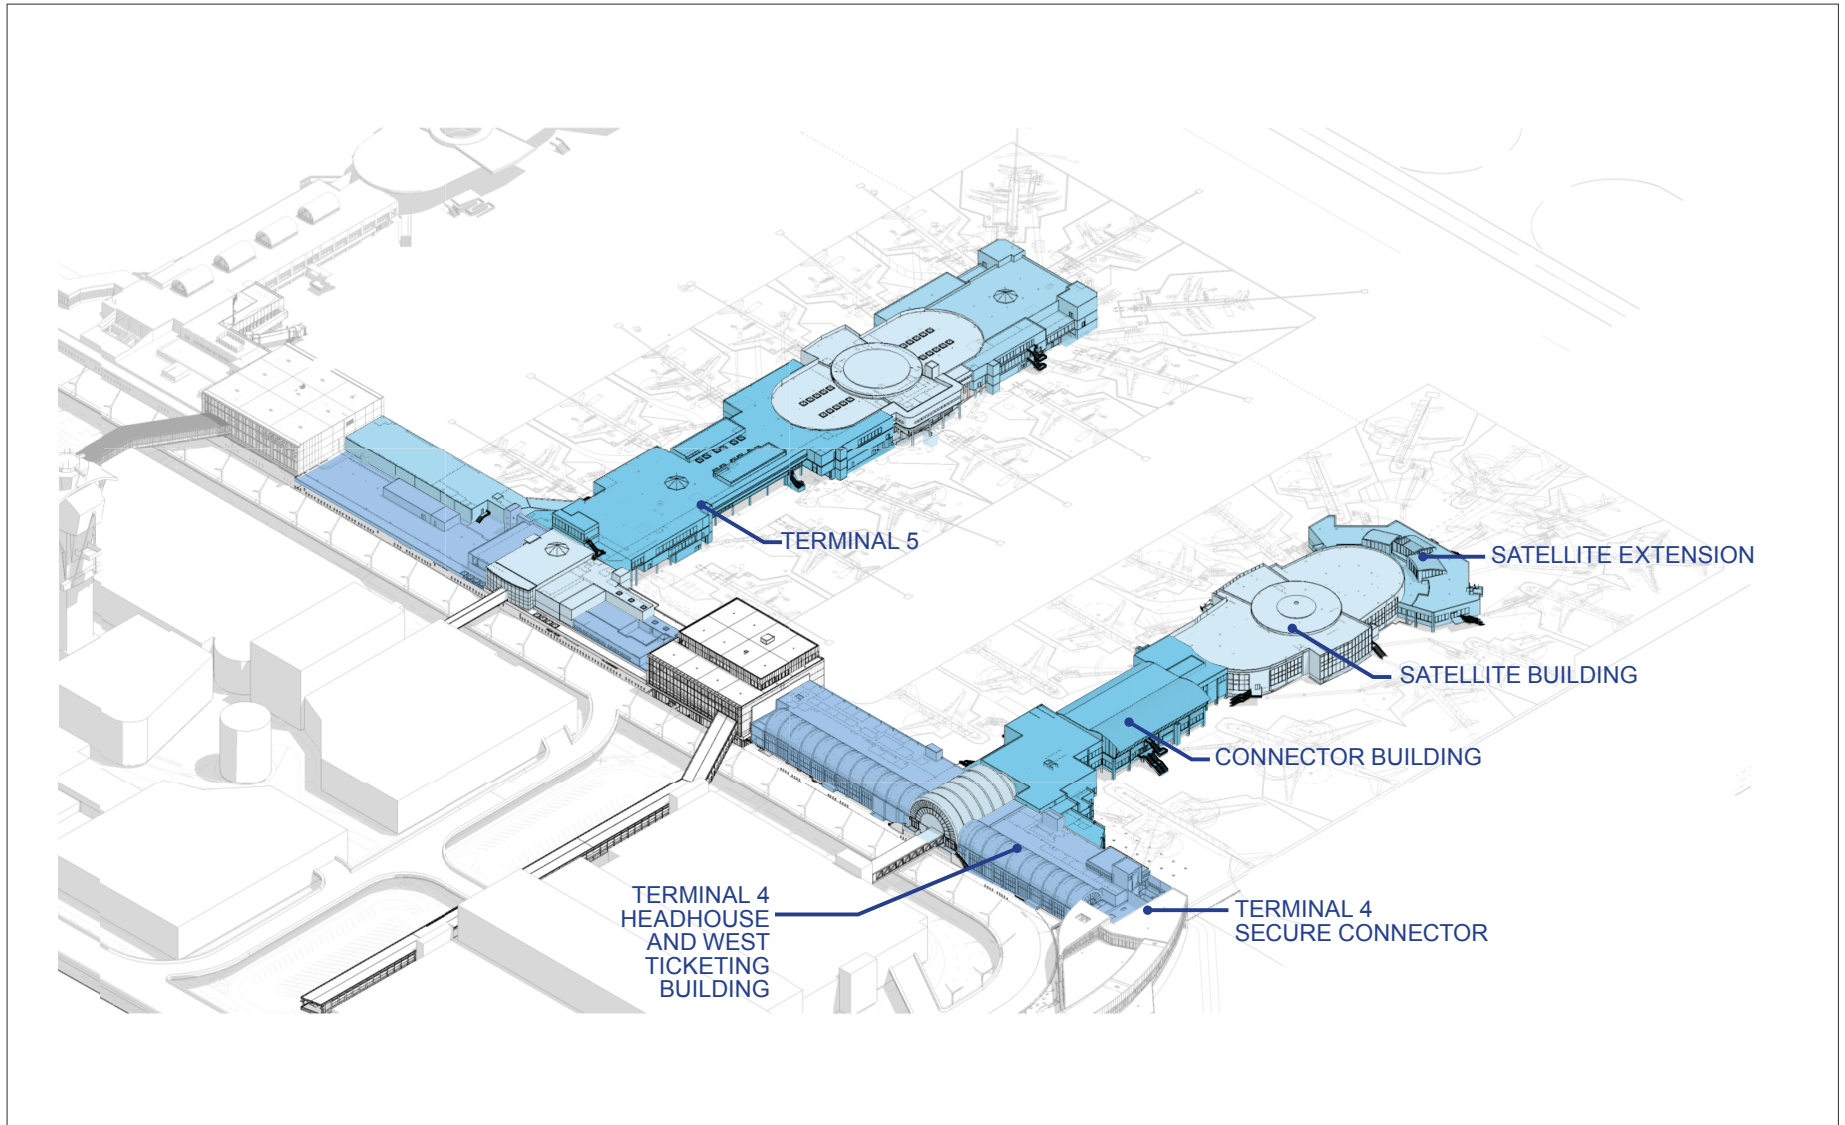 TERMINAL 5
SATELLITE EXTENSION
SATELLITE BUILDING
CONNECTOR BUILDING
TERMINAL 4
HEADHOUSE
AND WEST
TICKETING
BUILDING
TERMINAL 4
SECURE CONNECTOR